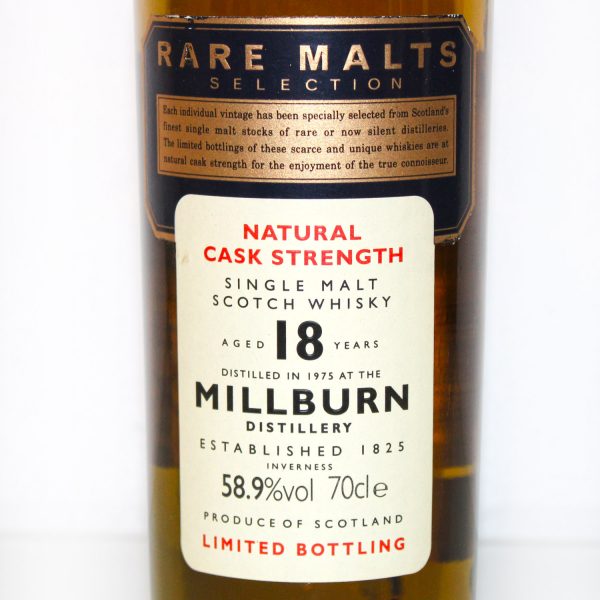 RARE MALTS
SELECTION
Each individual vintage has been specially selected from Scotland's
finest single malt stocks of rare or now silent distilleries.
The limited bottlings of these scarce and unique whiskies are at
natural cask strength for the enjoyment of the true connoisseur.
NATURAL
CASK STRENGTH
SINGLE MALT
SCOTCH WHISKY
AGED 18 YEARS
DISTILLED IN 1975 AT THE
MILLBURN
DISTILLERY
ESTABLISHED 1825
INVERNESS
58.9%vol 70cl e
PRODUCE OF SCOTLAND
LIMITED BOTTLING